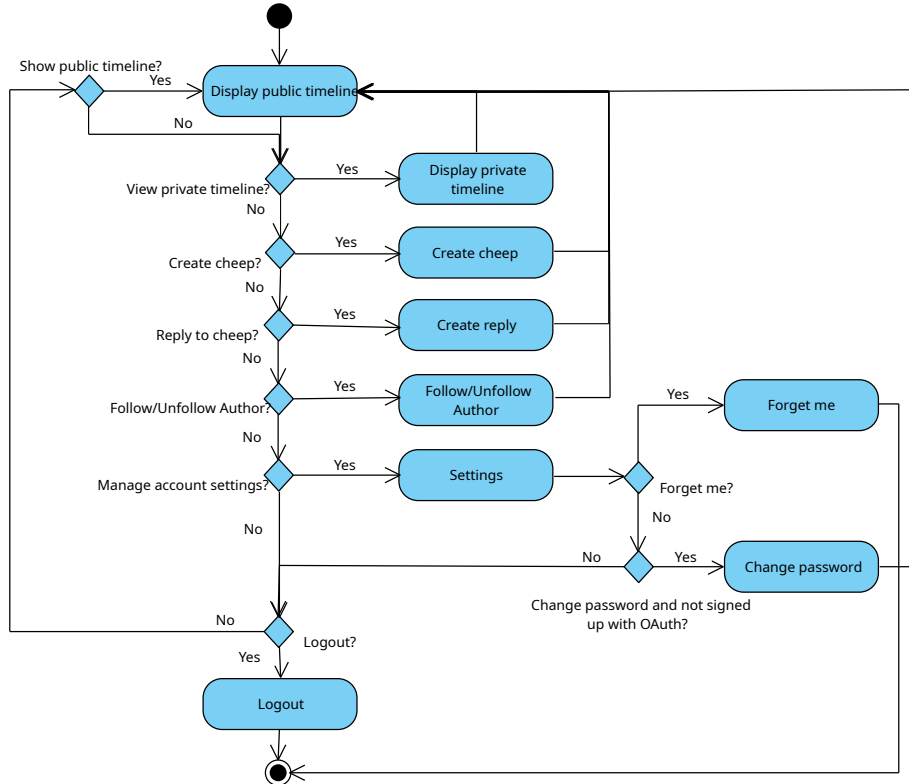 Show public timeline?
Yes
Display public timeline
No
View private timeline?
Yes
Display private
timeline
No
Create cheep?
Yes
Create cheep
No
Reply to cheep?
Yes
Create reply
No
Follow/Unfollow Author?
Yes
Follow/Unfollow
Author
Yes
Forget me
No
Manage account settings?
Yes
Settings
Forget me?
No
No
No
Yes
Change password
Change password and not signed
up with OAuth?
No
Logout?
Yes
Logout